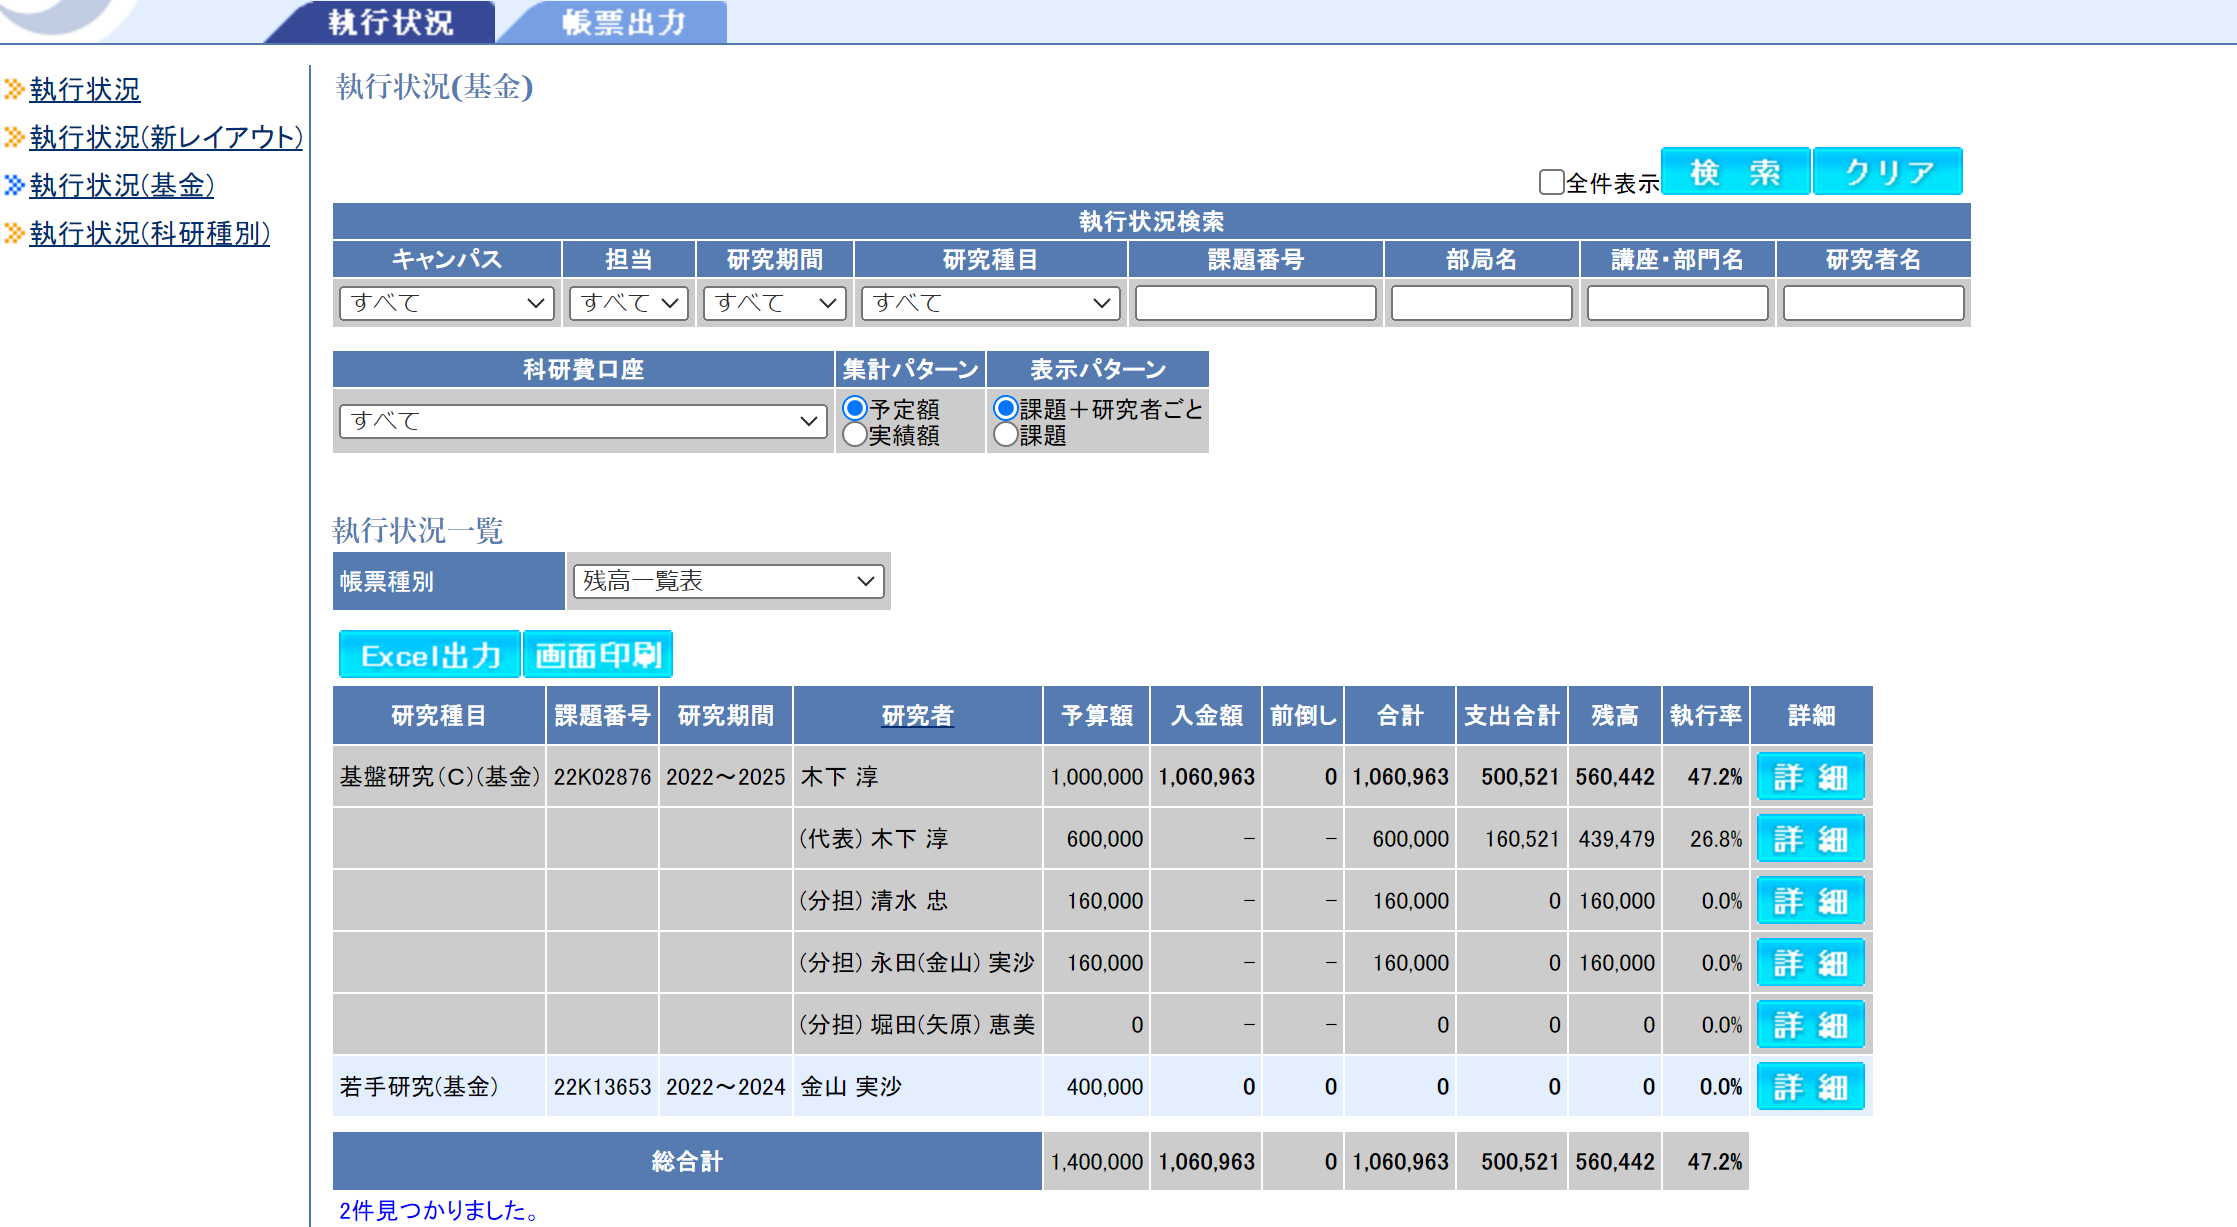 執行状況 帳票出力
執行状況
執行状況(新レイアウト)
執行状況(基金)
執行状況(科研種別)
執行状況(基金)
全件表示 検 索 クリア
執行状況検索
キャンパス 担当 研究期間 研究種目 課題番号 部局名 講座・部門名 研究者名
すべて すべて すべて すべて
科研費口座 集計パターン 表示パターン
すべて 予定額 課題＋研究者ごと
実績額 課題
執行状況一覧
帳票種別 残高一覧表
Excel出力 画面印刷
研究種目 課題番号 研究期間 研究者 予算額 入金額 前倒し 合計 支出合計 残高 執行率 詳細
基盤研究（C）(基金) 22K02876 2022～2025 木下 淳 1,000,000 1,060,963 0 1,060,963 500,521 560,442 47.2% 詳 細
(代表) 木下 淳 600,000 － － 600,000 160,521 439,479 26.8% 詳 細
(分担) 清水 忠 160,000 － － 160,000 0 160,000 0.0% 詳 細
(分担) 永田(金山) 実沙 160,000 － － 160,000 0 160,000 0.0% 詳 細
(分担) 堀田(矢原) 恵美 0 － － 0 0 0 0.0% 詳 細
若手研究(基金) 22K13653 2022～2024 金山 実沙 400,000 0 0 0 0 0 0.0% 詳 細
総合計 1,400,000 1,060,963 0 1,060,963 500,521 560,442 47.2%
2件見つかりました。